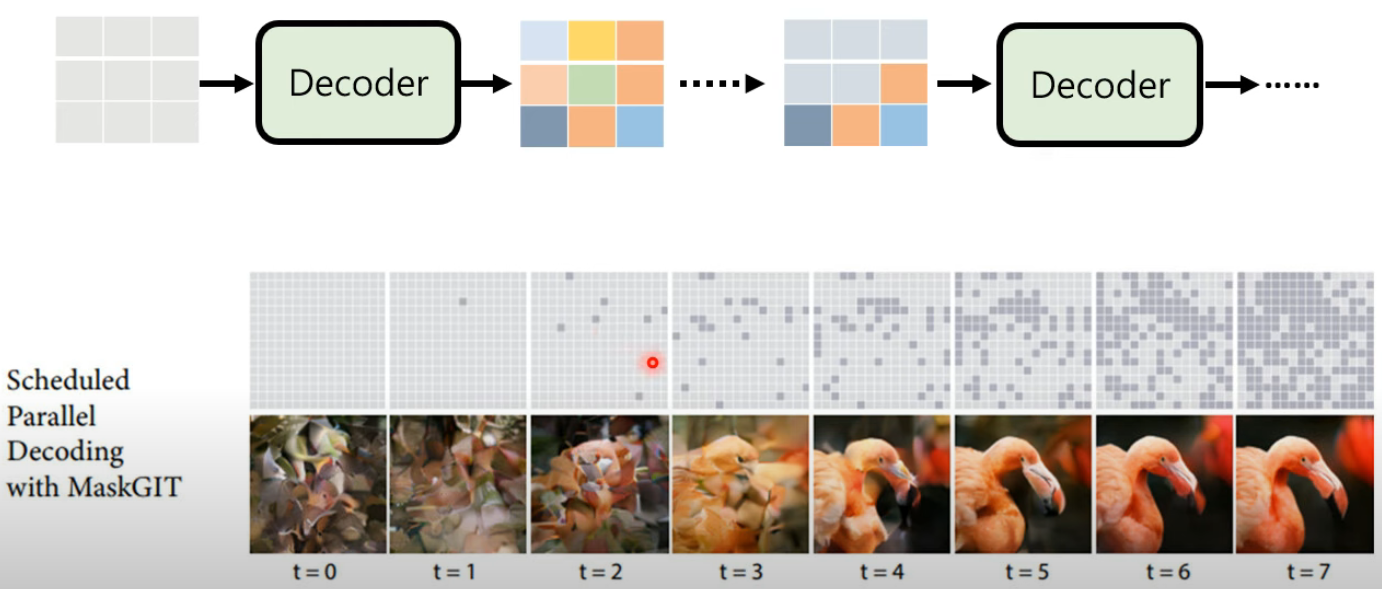 Decoder
Decoder
Scheduled
Parallel
Decoding
with MaskGIT
t = 0
t = 1
t = 2
t = 3
t = 4
t = 5
t = 6
t = 7